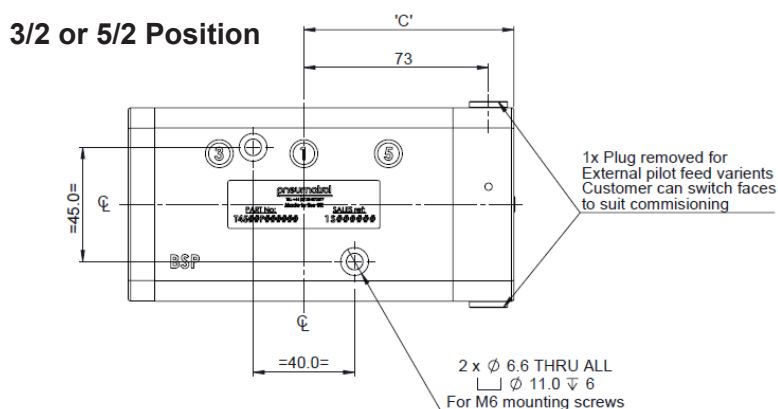 3/2 or 5/2 Position
'C'
73
3 1 5
=45.0=
pneumatrol
PART No: SALES ref:
BSP
=40.0=
1x Plug removed for
External pilot feed varients
Customer can switch faces
to suit commisioning
2 x ∅ 6.6 THRU ALL
⌴ ∅ 11.0 ↧ 6
For M6 mounting screws